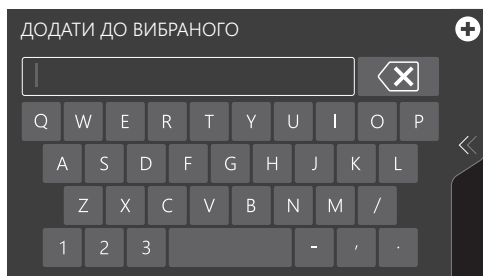 ДОДАТИ ДО ВИБРАНОГО
Q W E R T Y U I O P
A S D F G H J K L
Z X C V B N M /
1 2 3 - , .